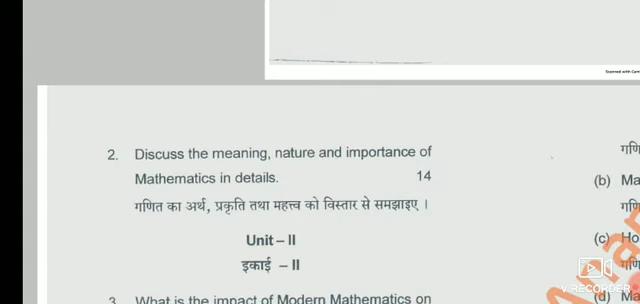 Scanned with Cam
2. Discuss the meaning, nature and importance of
Mathematics in details. 14
गणित का अर्थ, प्रकृति तथा महत्त्व को विस्तार से समझाइए ।
Unit – II
इकाई – II
3. What is the impact of Modern Mathematics on
गणि
(b) Ma
गणि
(c) Ho
गणि
(d) Ma
VRECORDER